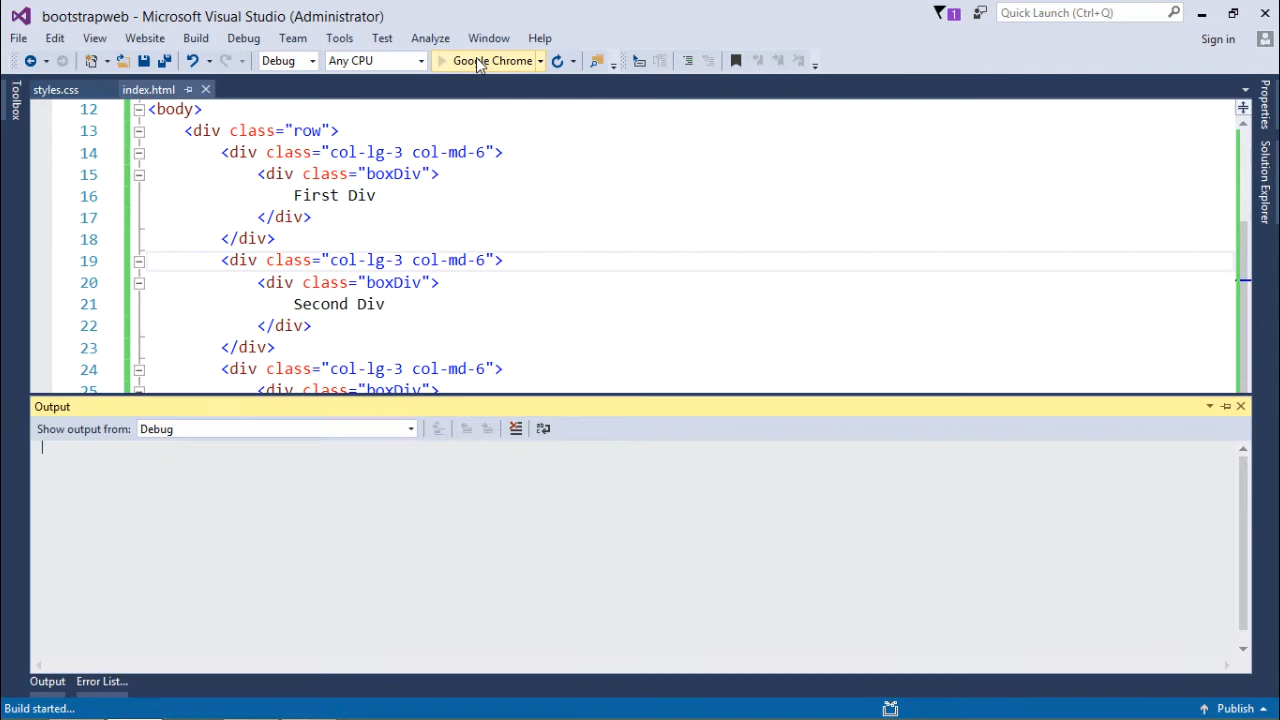 bootstrapweb - Microsoft Visual Studio (Administrator)
1
Quick Launch (Ctrl+Q)
File Edit View Website Build Debug Team Tools Test Analyze Window Help
Sign in
Debug Any CPU Google Chrome
styles.css index.html
Toolbox
Properties
Solution Explorer
12 <body>
13 <div class="row">
14 <div class="col-lg-3 col-md-6">
15 <div class="boxDiv">
16 First Div
17 </div>
18 </div>
19 <div class="col-lg-3 col-md-6">
20 <div class="boxDiv">
21 Second Div
22 </div>
23 </div>
24 <div class="col-lg-3 col-md-6">
25 <div class="boxDiv">
Output
Show output from: Debug
Output Error List...
Build started... Publish